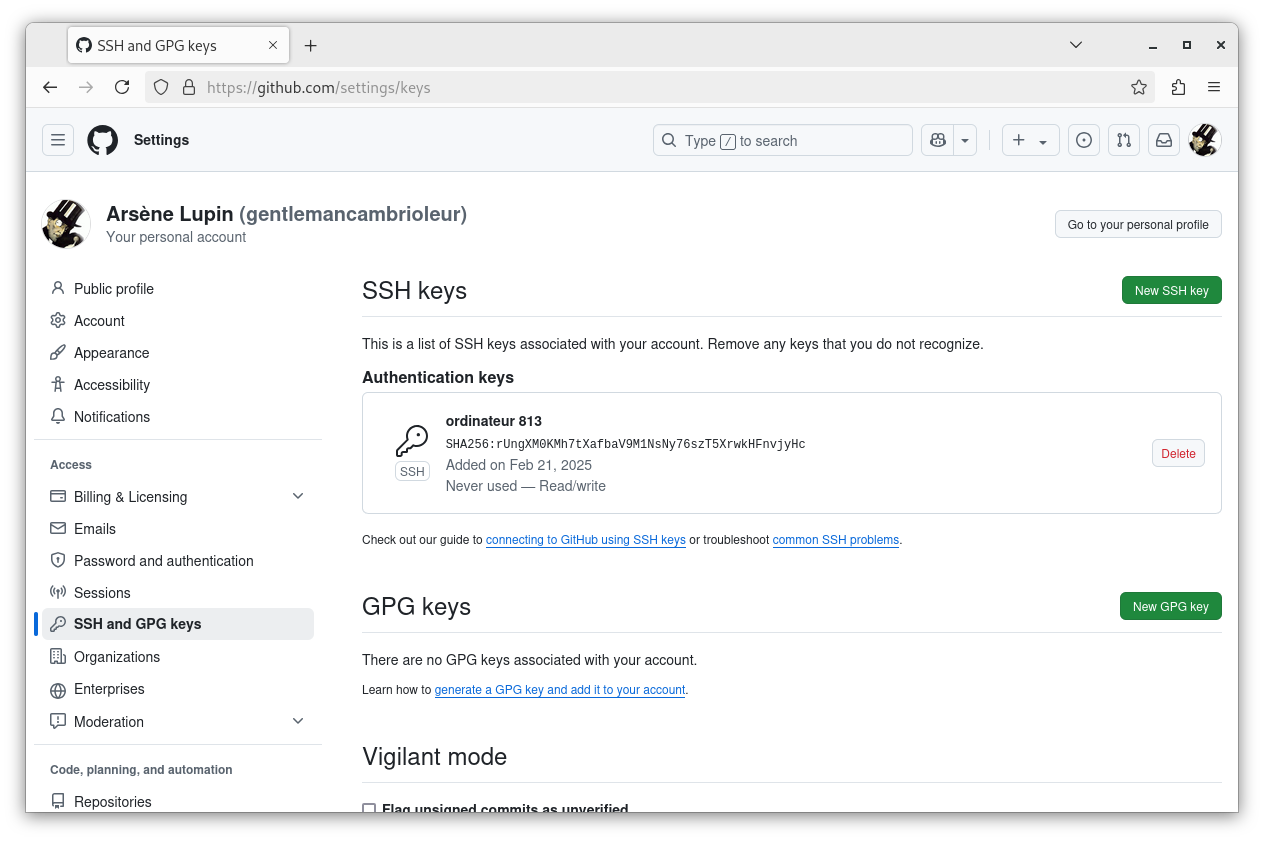 SSH and GPG keys
https://github.com/settings/keys
Settings
Type / to search
Arsène Lupin (gentlemancambrioleur)
Your personal account
Go to your personal profile
Public profile
Account
Appearance
Accessibility
Notifications
Access
Billing & Licensing
Emails
Password and authentication
Sessions
SSH and GPG keys
Organizations
Enterprises
Moderation
Code, planning, and automation
Repositories
SSH keys
New SSH key
This is a list of SSH keys associated with your account. Remove any keys that you do not recognize.
Authentication keys
ordinateur 813
SHA256:rUngXM0KMh7tXafbaV9M1NsNy76szT5XrwkHFnvjyHc
Added on Feb 21, 2025
Never used — Read/write
SSH
Delete
Check out our guide to connecting to GitHub using SSH keys or troubleshoot common SSH problems.
GPG keys
New GPG key
There are no GPG keys associated with your account.
Learn how to generate a GPG key and add it to your account.
Vigilant mode
Flag unsigned commits as unverified